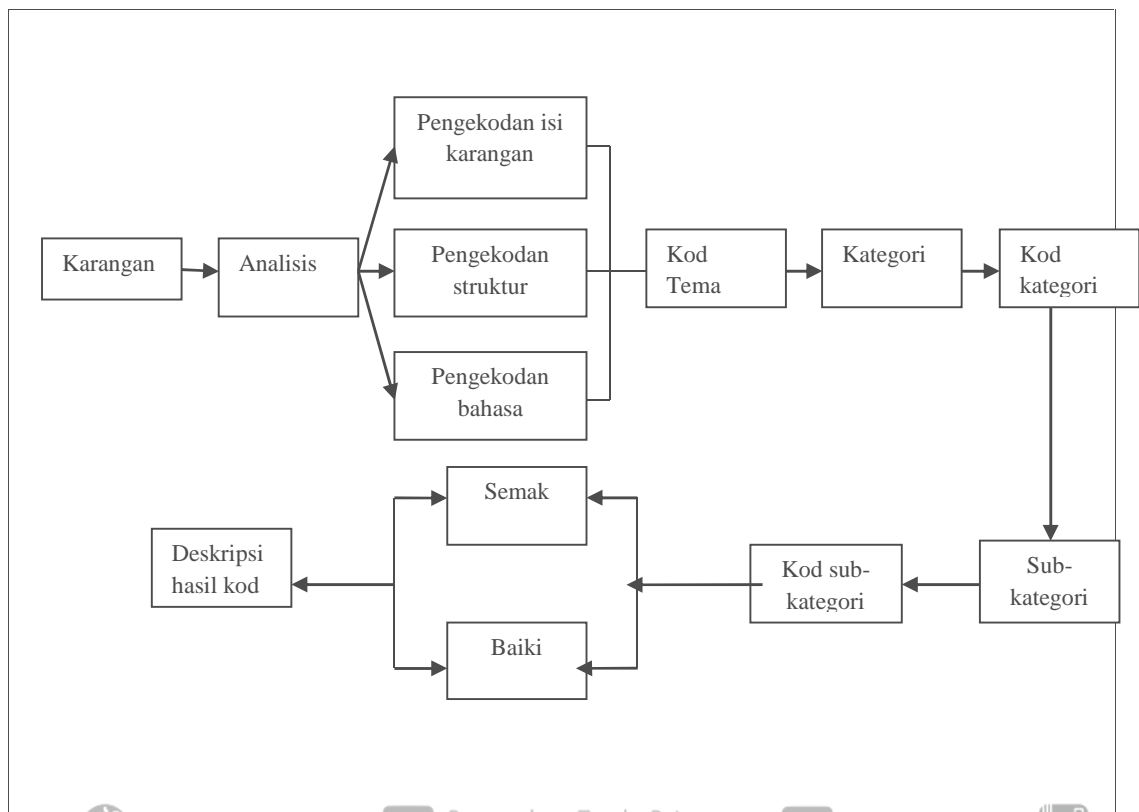 Pengekodan isi
karangan
Karangan
Analisis
Pengekodan
struktur
Kod
Tema
Kategori
Kod
kategori
Pengekodan
bahasa
Semak
Deskripsi
hasil kod
Kod sub-
kategori
Sub-
kategori
Baiki